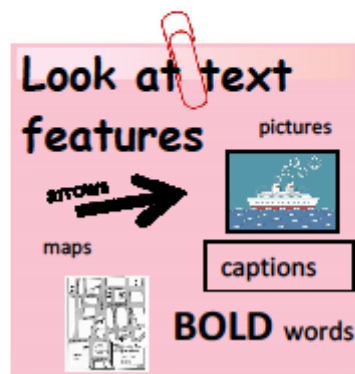 Look at text
features
pictures
arrows
maps
captions
BOLD words